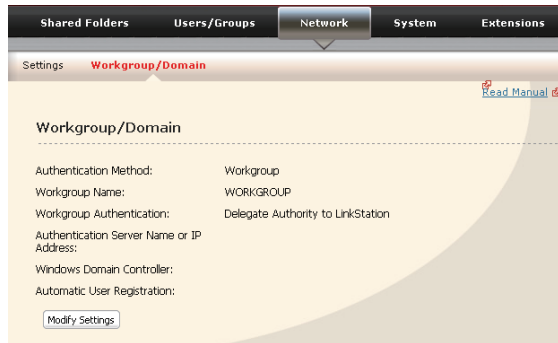 Shared Folders Users/Groups Network System Extensions
Settings Workgroup/Domain
Read Manual
Workgroup/Domain
Authentication Method: Workgroup
Workgroup Name: WORKGROUP
Workgroup Authentication: Delegate Authority to LinkStation
Authentication Server Name or IP
Address:
Windows Domain Controller:
Automatic User Registration:
Modify Settings